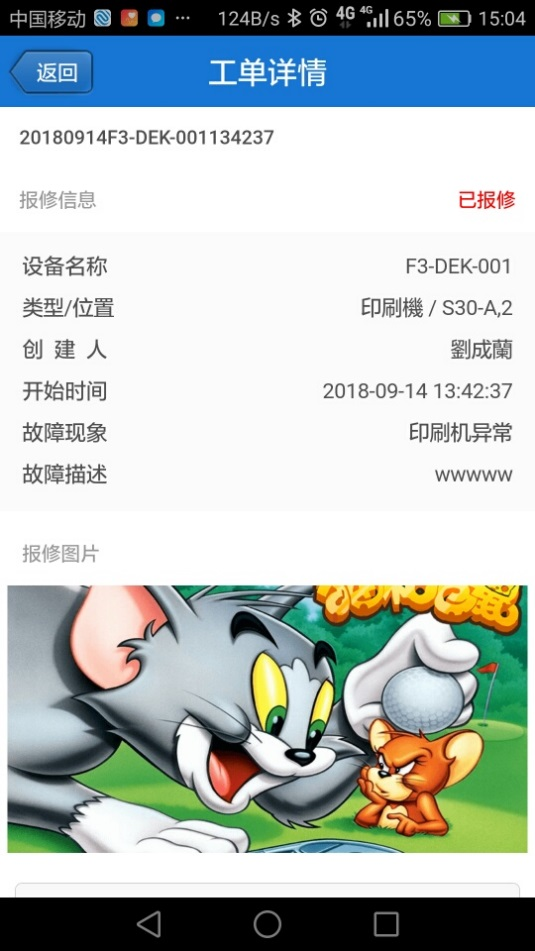 中国移动 ... 124B/s 4G 4G 65% 15:04
返回 工单详情
20180914F3-DEK-001134237
报修信息 已报修
设备名称 F3-DEK-001
类型/位置 印刷機 / S30-A,2
创 建 人 劉成蘭
开始时间 2018-09-14 13:42:37
故障现象 印刷机异常
故障描述 wwwww
报修图片